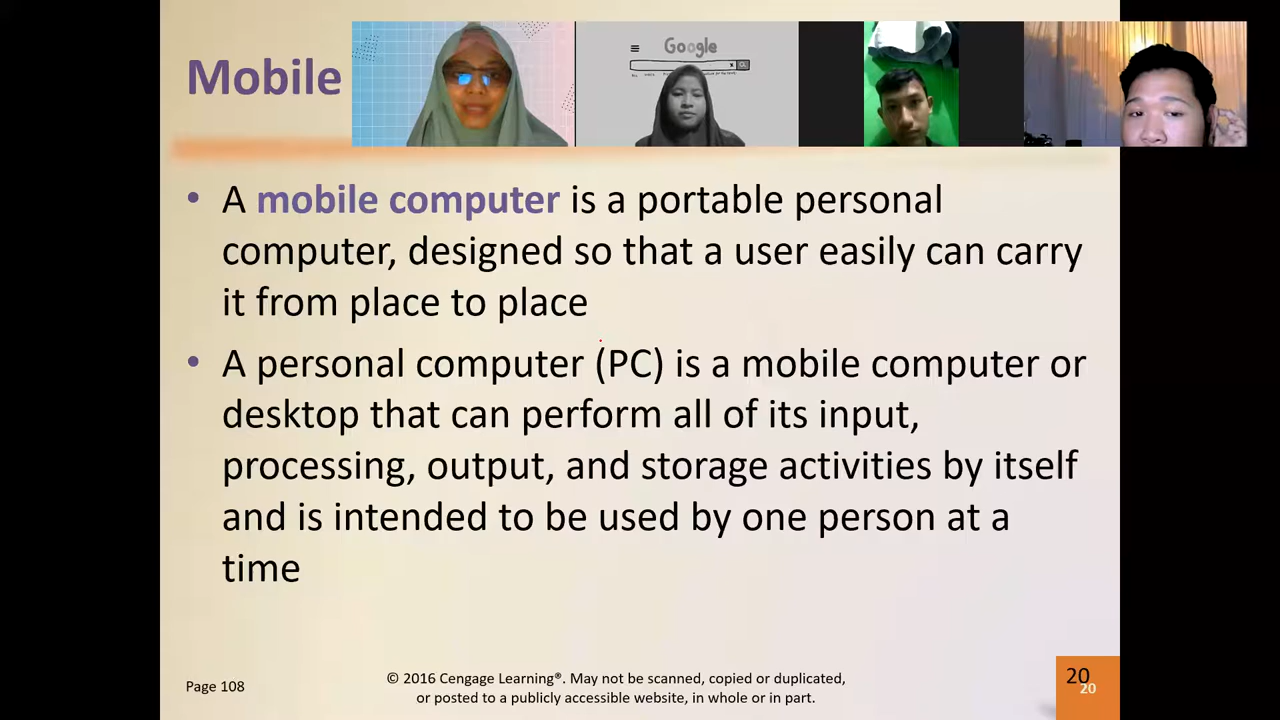 Mobile
Google
• A mobile computer is a portable personal
computer, designed so that a user easily can carry
it from place to place
• A personal computer (PC) is a mobile computer or
desktop that can perform all of its input,
processing, output, and storage activities by itself
and is intended to be used by one person at a
time
Page 108
© 2016 Cengage Learning®. May not be scanned, copied or duplicated,
or posted to a publicly accessible website, in whole or in part.
20
20